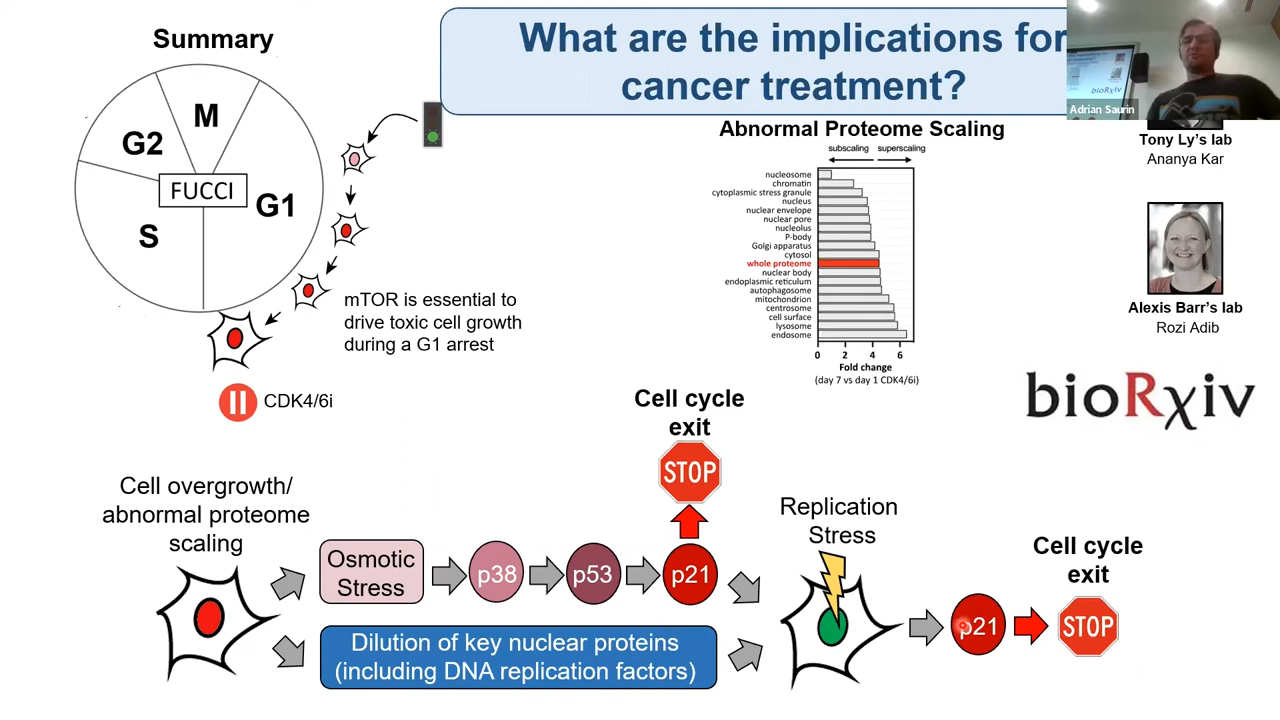 Summary
M
G2
FUCCI
G1
S
mTOR is essential to
drive toxic cell growth
during a G1 arrest
CDK4/6i
What are the implications for
cancer treatment?
Abnormal Proteome Scaling
subscaling
superscaling
nucleosome
chromatin
cytoplasmic stress granule
nucleus
nuclear envelope
nuclear pore
nucleolus
P-body
Golgi apparatus
cytosol
whole proteome
nuclear body
endoplasmic reticulum
autophagosome
mitochondrion
centrosome
cell surface
lysosome
endosome
0 2 4 6
Fold change
(day 7 vs day 1 CDK4/6i)
bioRxiv
Adrian Saurin
Tony Ly's lab
Ananya Kar
Alexis Barr's lab
Rozi Adib
bioRχiv
Cell overgrowth/
abnormal proteome
scaling
Osmotic
Stress
p38
p53
p21
STOP
Cell cycle
exit
Dilution of key nuclear proteins
(including DNA replication factors)
Replication
Stress
p21
Cell cycle
exit
STOP